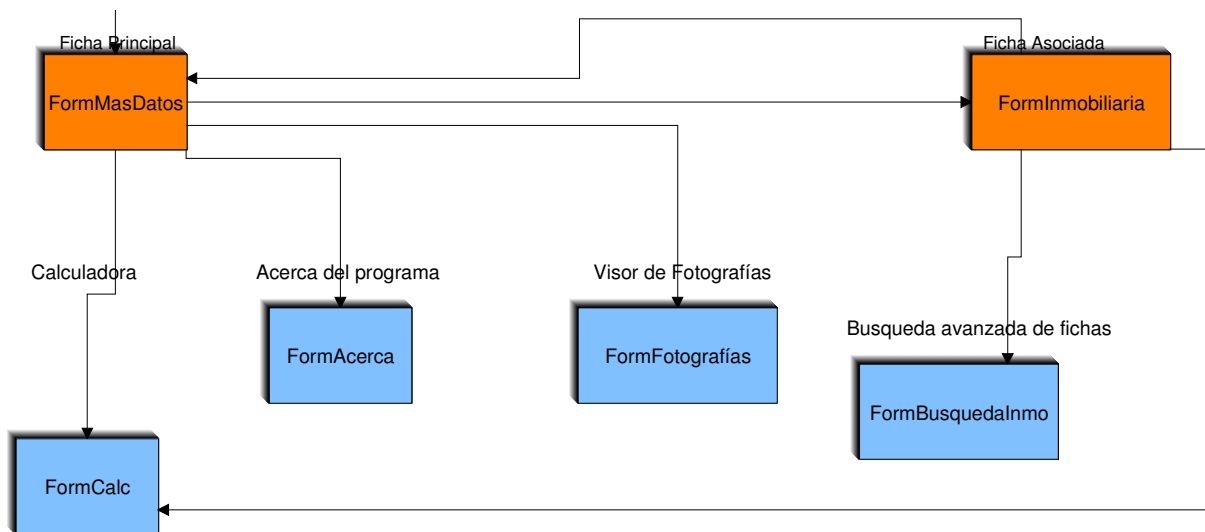 Ficha Principal
Ficha Asociada
FormMasDatos
FormInmobiliaria
Calculadora
Acerca del programa
Visor de Fotografías
Busqueda avanzada de fichas
FormAcerca
FormFotografías
FormBusquedaInmo
FormCalc